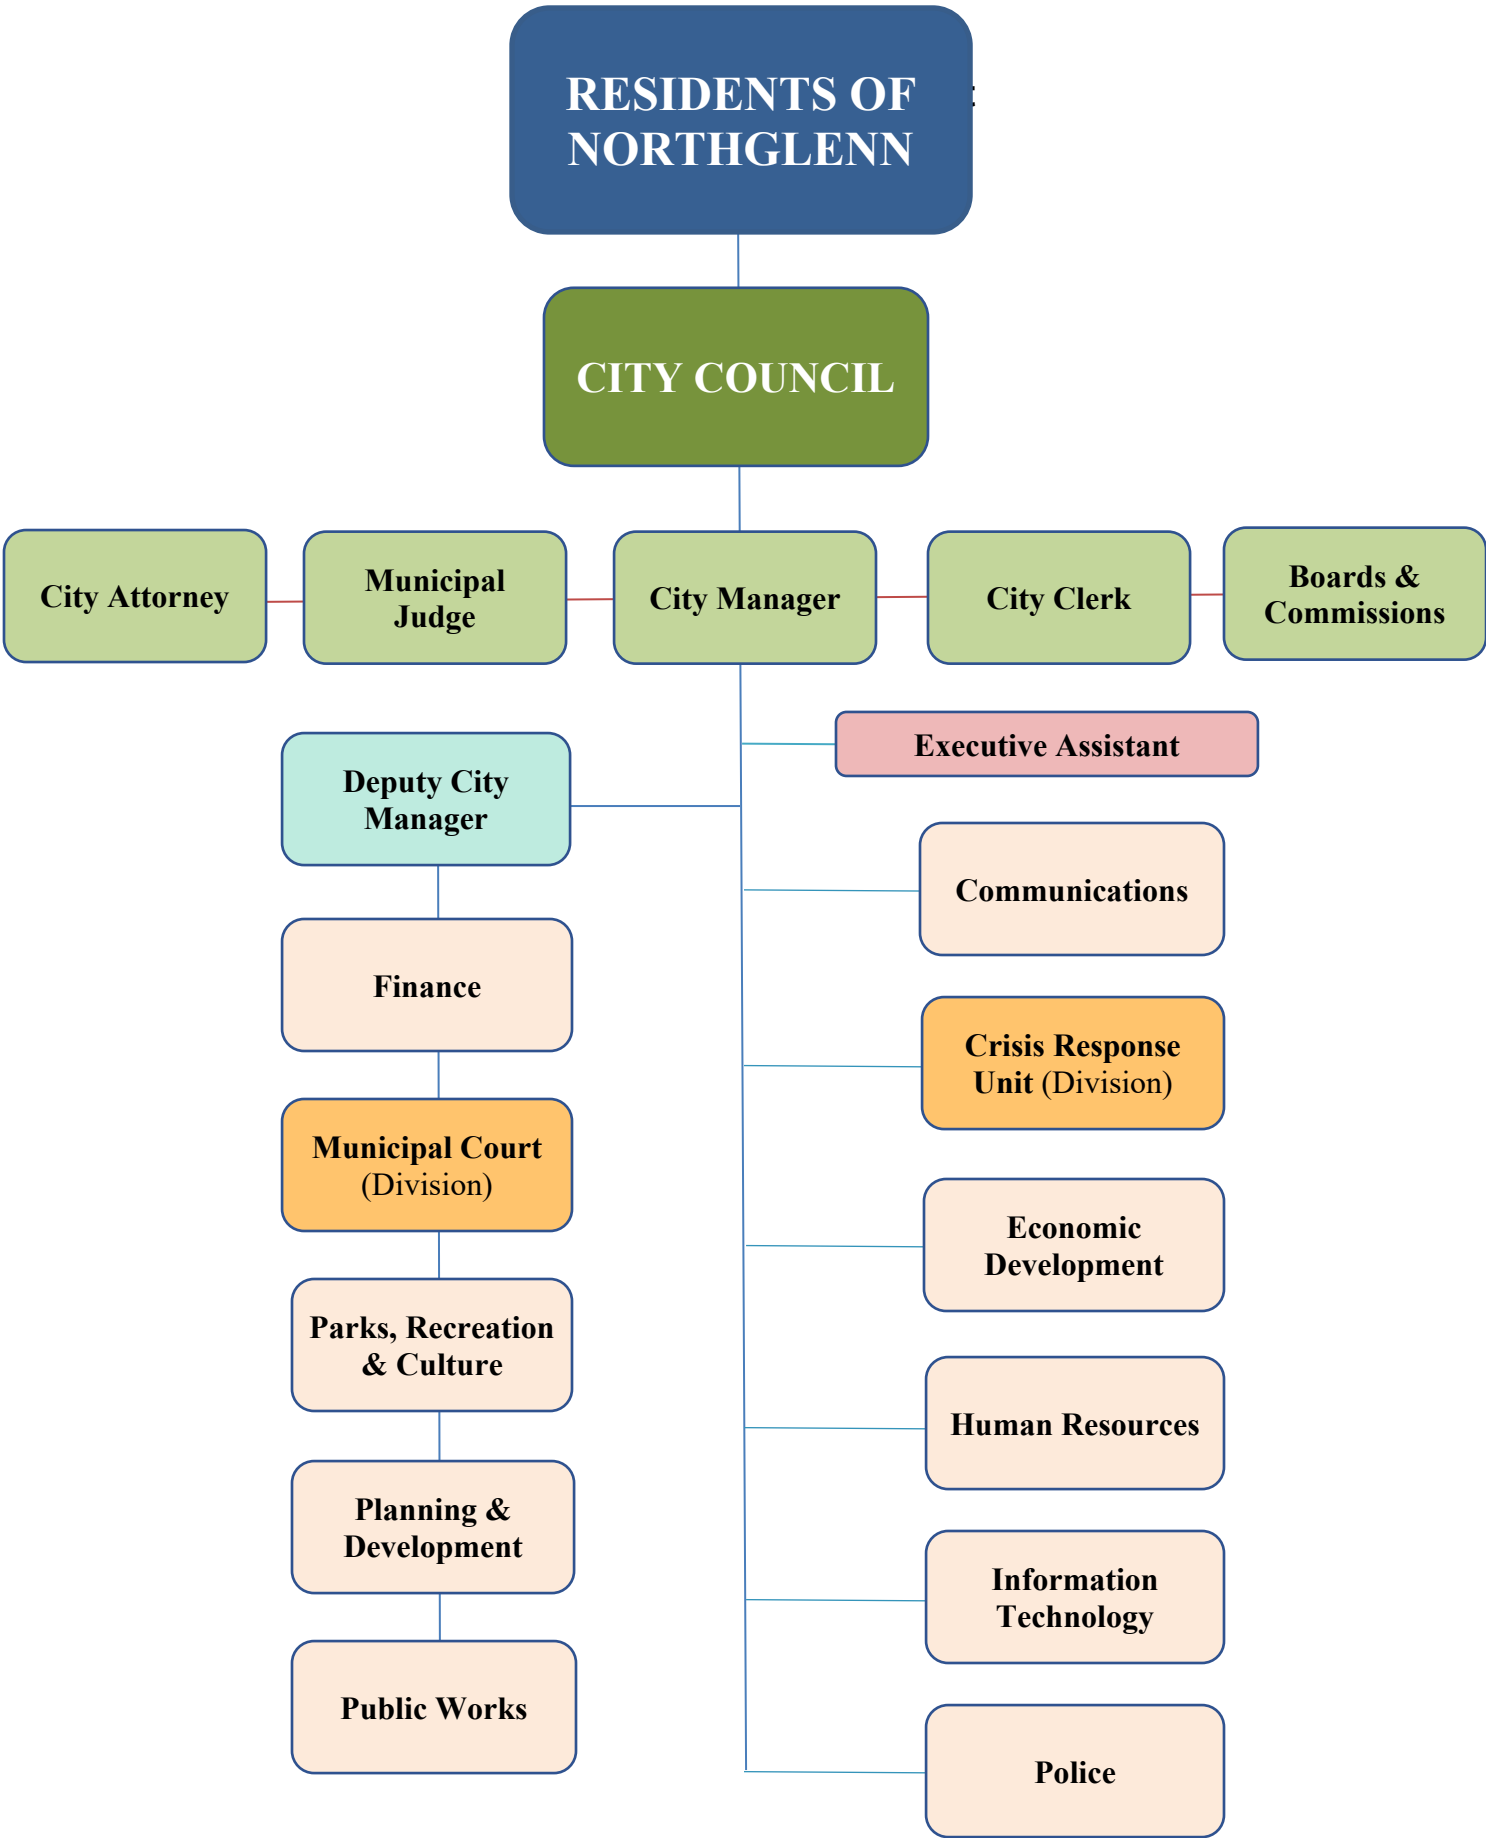 RESIDENTS OF
NORTHGLENN
CITY COUNCIL
City Attorney
Municipal
Judge
City Manager
City Clerk
Boards &
Commissions
Executive Assistant
Deputy City
Manager
Communications
Finance
Crisis Response
Unit (Division)
Municipal Court
(Division)
Economic
Development
Parks, Recreation
& Culture
Human Resources
Planning &
Development
Information
Technology
Public Works
Police